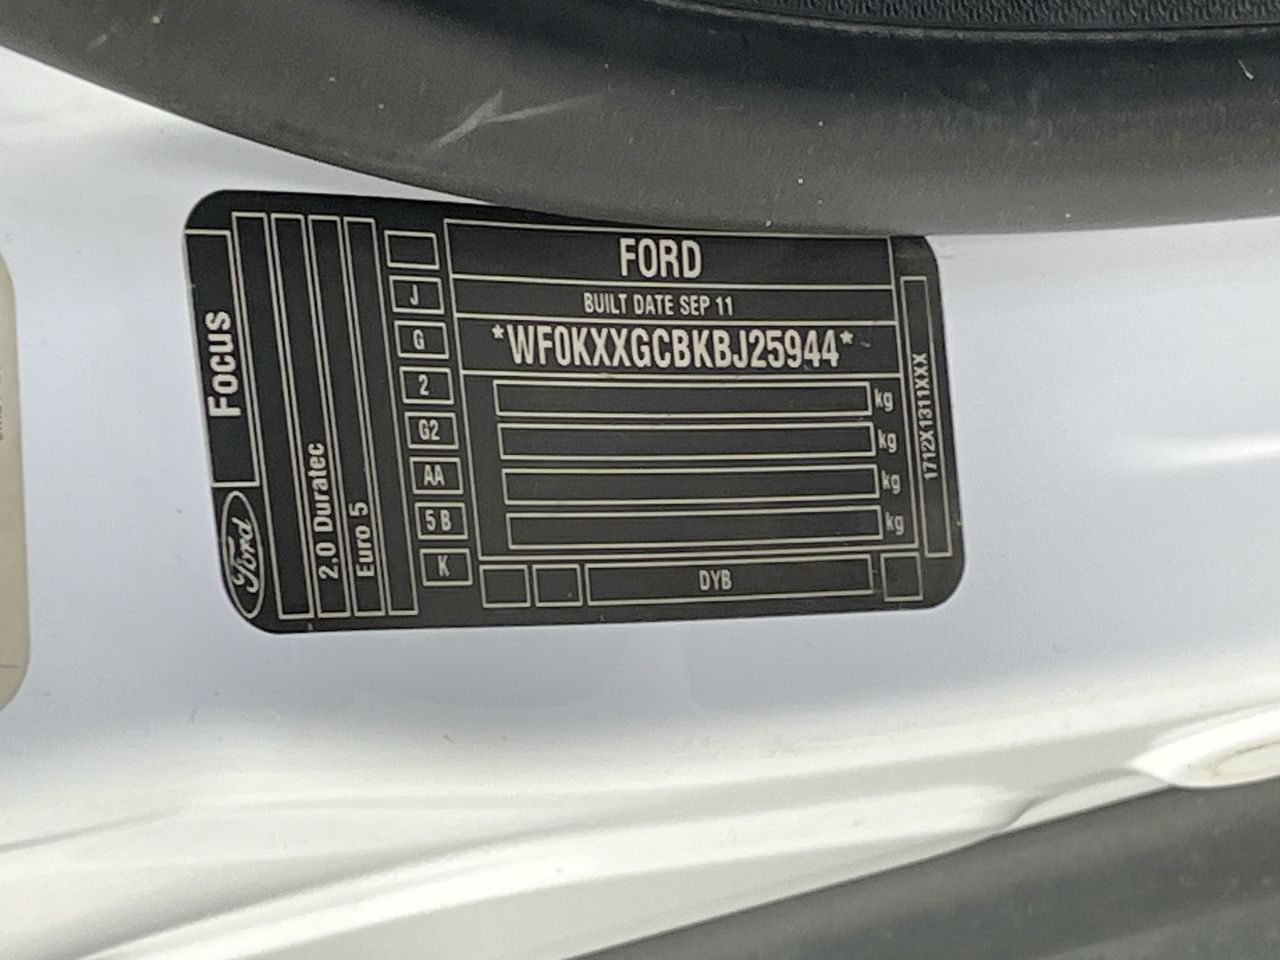 FORD
BUILT DATE SEP 11
*WF0KXXGCBKBJ25944*
kg
kg
kg
kg
DYB
Focus
Ford
2,0 Duratec
Euro 5
J
G
2
G2
AA
5 B
K
1712X1311XXX